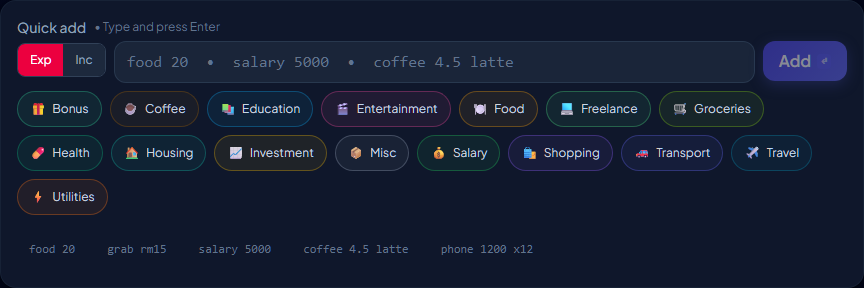 Quick add • Type and press Enter
Exp Inc food 20 • salary 5000 • coffee 4.5 latte Add
Bonus Coffee Education Entertainment Food Freelance Groceries
Health Housing Investment Misc Salary Shopping Transport Travel
Utilities
food 20 grab rm15 salary 5000 coffee 4.5 latte phone 1200 x12